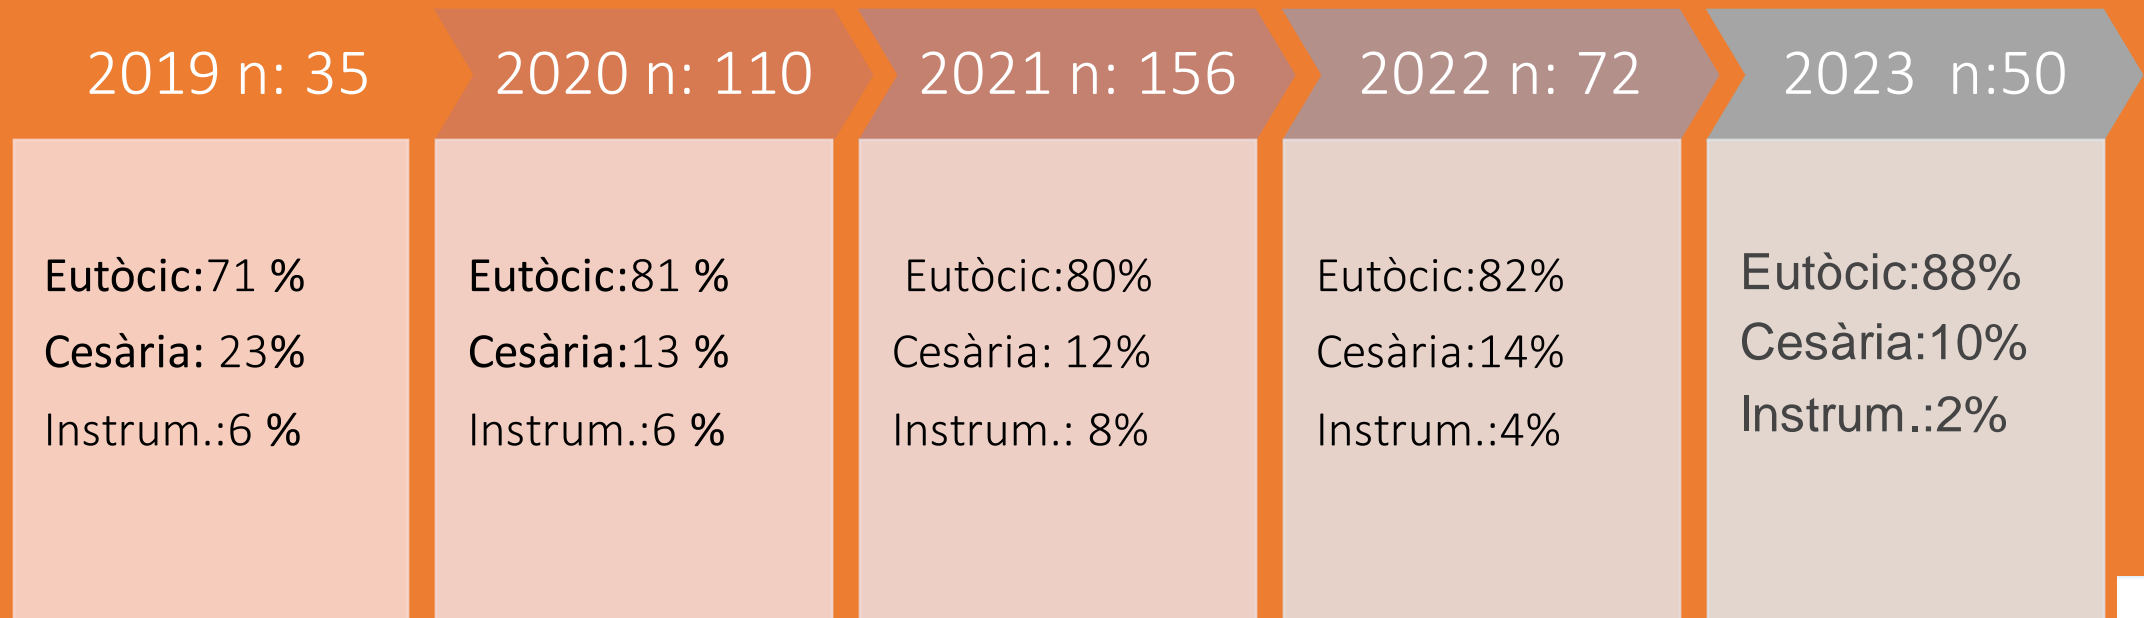 2019 n: 35
Eutòcic:71 %
Cesària: 23%
Instrum.:6 %
2020 n: 110
Eutòcic:81 %
Cesària:13 %
Instrum.:6 %
2021 n: 156
Eutòcic:80%
Cesària: 12%
Instrum.: 8%
2022 n: 72
Eutòcic:82%
Cesària:14%
Instrum.:4%
2023 n:50
Eutòcic:88%
Cesària:10%
Instrum.:2%